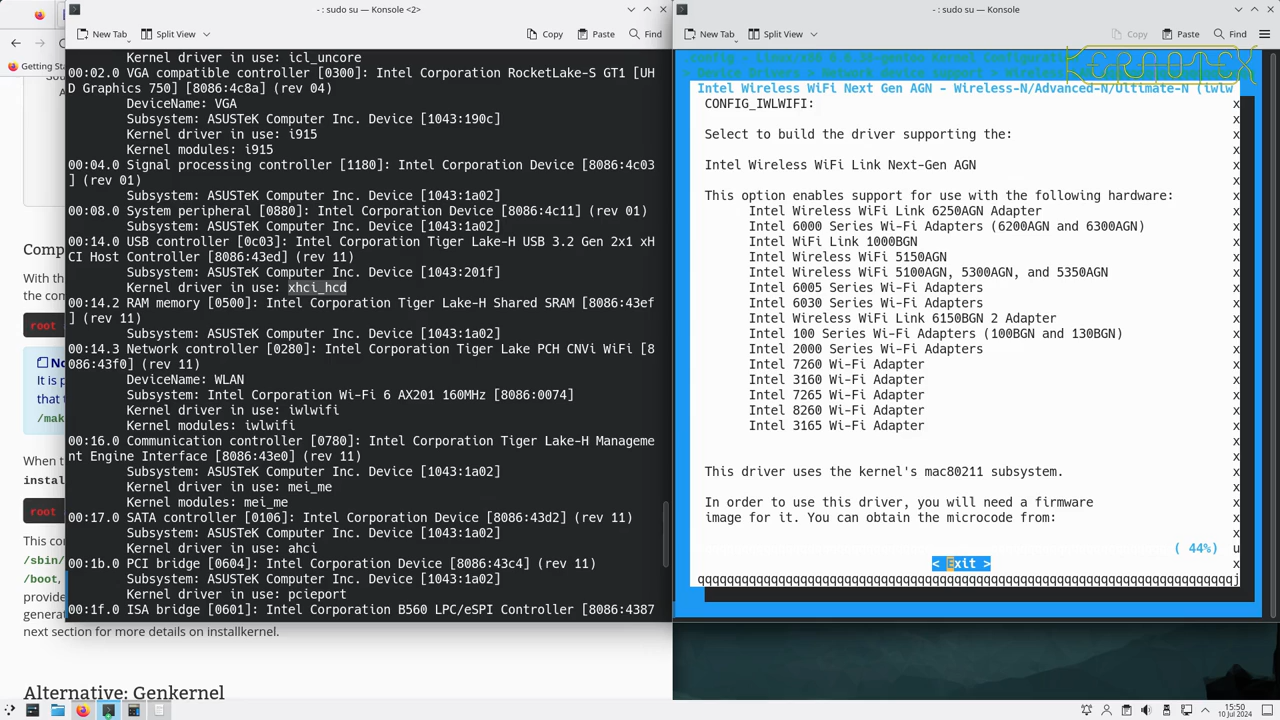 - : sudo su — Konsole <2>
New Tab
Split View
Copy
Paste
Find
Getting Star
Comp
With th
the con
root
No
It is p
that t
/mak
When t
instal
root
This cou
/sbin/
/boot,
provide
generat
next section for more details on installkernel.
Alternative: Genkernel
Kernel driver in use: icl_uncore
00:02.0 VGA compatible controller [0300]: Intel Corporation RocketLake-S GT1 [UH
D Graphics 750] [8086:4c8a] (rev 04)
DeviceName: VGA
Subsystem: ASUSTeK Computer Inc. Device [1043:190c]
Kernel driver in use: i915
Kernel modules: i915
00:04.0 Signal processing controller [1180]: Intel Corporation Device [8086:4c03
] (rev 01)
Subsystem: ASUSTeK Computer Inc. Device [1043:1a02]
00:08.0 System peripheral [0880]: Intel Corporation Device [8086:4c11] (rev 01)
Subsystem: ASUSTeK Computer Inc. Device [1043:1a02]
00:14.0 USB controller [0c03]: Intel Corporation Tiger Lake-H USB 3.2 Gen 2x1 xH
CI Host Controller [8086:43ed] (rev 11)
Subsystem: ASUSTeK Computer Inc. Device [1043:201f]
Kernel driver in use: xhci_hcd
00:14.2 RAM memory [0500]: Intel Corporation Tiger Lake-H Shared SRAM [8086:43ef
] (rev 11)
Subsystem: ASUSTeK Computer Inc. Device [1043:1a02]
00:14.3 Network controller [0280]: Intel Corporation Tiger Lake PCH CNVi WiFi [8
086:43f0] (rev 11)
DeviceName: WLAN
Subsystem: Intel Corporation Wi-Fi 6 AX201 160MHz [8086:0074]
Kernel driver in use: iwlwifi
Kernel modules: iwlwifi
00:16.0 Communication controller [0780]: Intel Corporation Tiger Lake-H Manageme
nt Engine Interface [8086:43e0] (rev 11)
Subsystem: ASUSTeK Computer Inc. Device [1043:1a02]
Kernel driver in use: mei_me
Kernel modules: mei_me
00:17.0 SATA controller [0106]: Intel Corporation Device [8086:43d2] (rev 11)
Subsystem: ASUSTeK Computer Inc. Device [1043:1a02]
Kernel driver in use: ahci
00:1b.0 PCI bridge [0604]: Intel Corporation Device [8086:43c4] (rev 11)
Subsystem: ASUSTeK Computer Inc. Device [1043:1a02]
Kernel driver in use: pcieport
00:1f.0 ISA bridge [0601]: Intel Corporation B560 LPC/eSPI Controller [8086:4387
- : sudo su — Konsole
New Tab
Split View
Copy
Paste
Find
> Device Drivers > Network device support > Wireless
Intel Wireless WiFi Next Gen AGN - Wireless-N/Advanced-N/Ultimate-N (iwlw
CONFIG_IWLWIFI:
Select to build the driver supporting the:
Intel Wireless WiFi Link Next-Gen AGN
This option enables support for use with the following hardware:
Intel Wireless WiFi Link 6250AGN Adapter
Intel 6000 Series Wi-Fi Adapters (6200AGN and 6300AGN)
Intel WiFi Link 1000BGN
Intel Wireless WiFi 5150AGN
Intel Wireless WiFi 5100AGN, 5300AGN, and 5350AGN
Intel 6005 Series Wi-Fi Adapters
Intel 6030 Series Wi-Fi Adapters
Intel Wireless WiFi Link 6150BGN 2 Adapter
Intel 100 Series Wi-Fi Adapters (100BGN and 130BGN)
Intel 2000 Series Wi-Fi Adapters
Intel 7260 Wi-Fi Adapter
Intel 3160 Wi-Fi Adapter
Intel 7265 Wi-Fi Adapter
Intel 8260 Wi-Fi Adapter
Intel 3165 Wi-Fi Adapter
This driver uses the kernel's mac80211 subsystem.
In order to use this driver, you will need a firmware
image for it. You can obtain the microcode from:
( 44%)
< Exit >
qqqqqqqqqqqqqqqqqqqqqqqqqqqqqqqqqqqqqqqqqqqqqqqqqqqqqqqqqqqqqqqqqqqqqqqqqj
15:50
10 Jul 2024